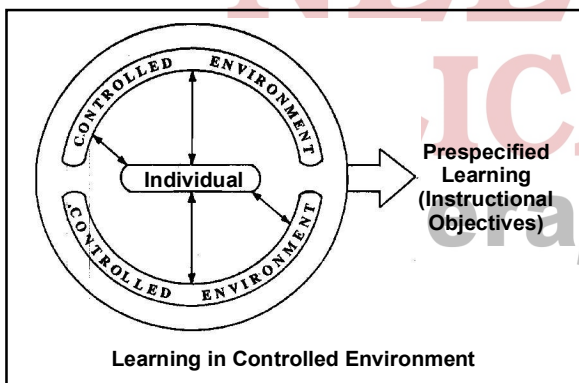 CONTROLLED ENVIRONMENT
Individual
CONTROLLED ENVIRONMENT
Prespecified
Learning
(Instructional
Objectives)
Learning in Controlled Environment